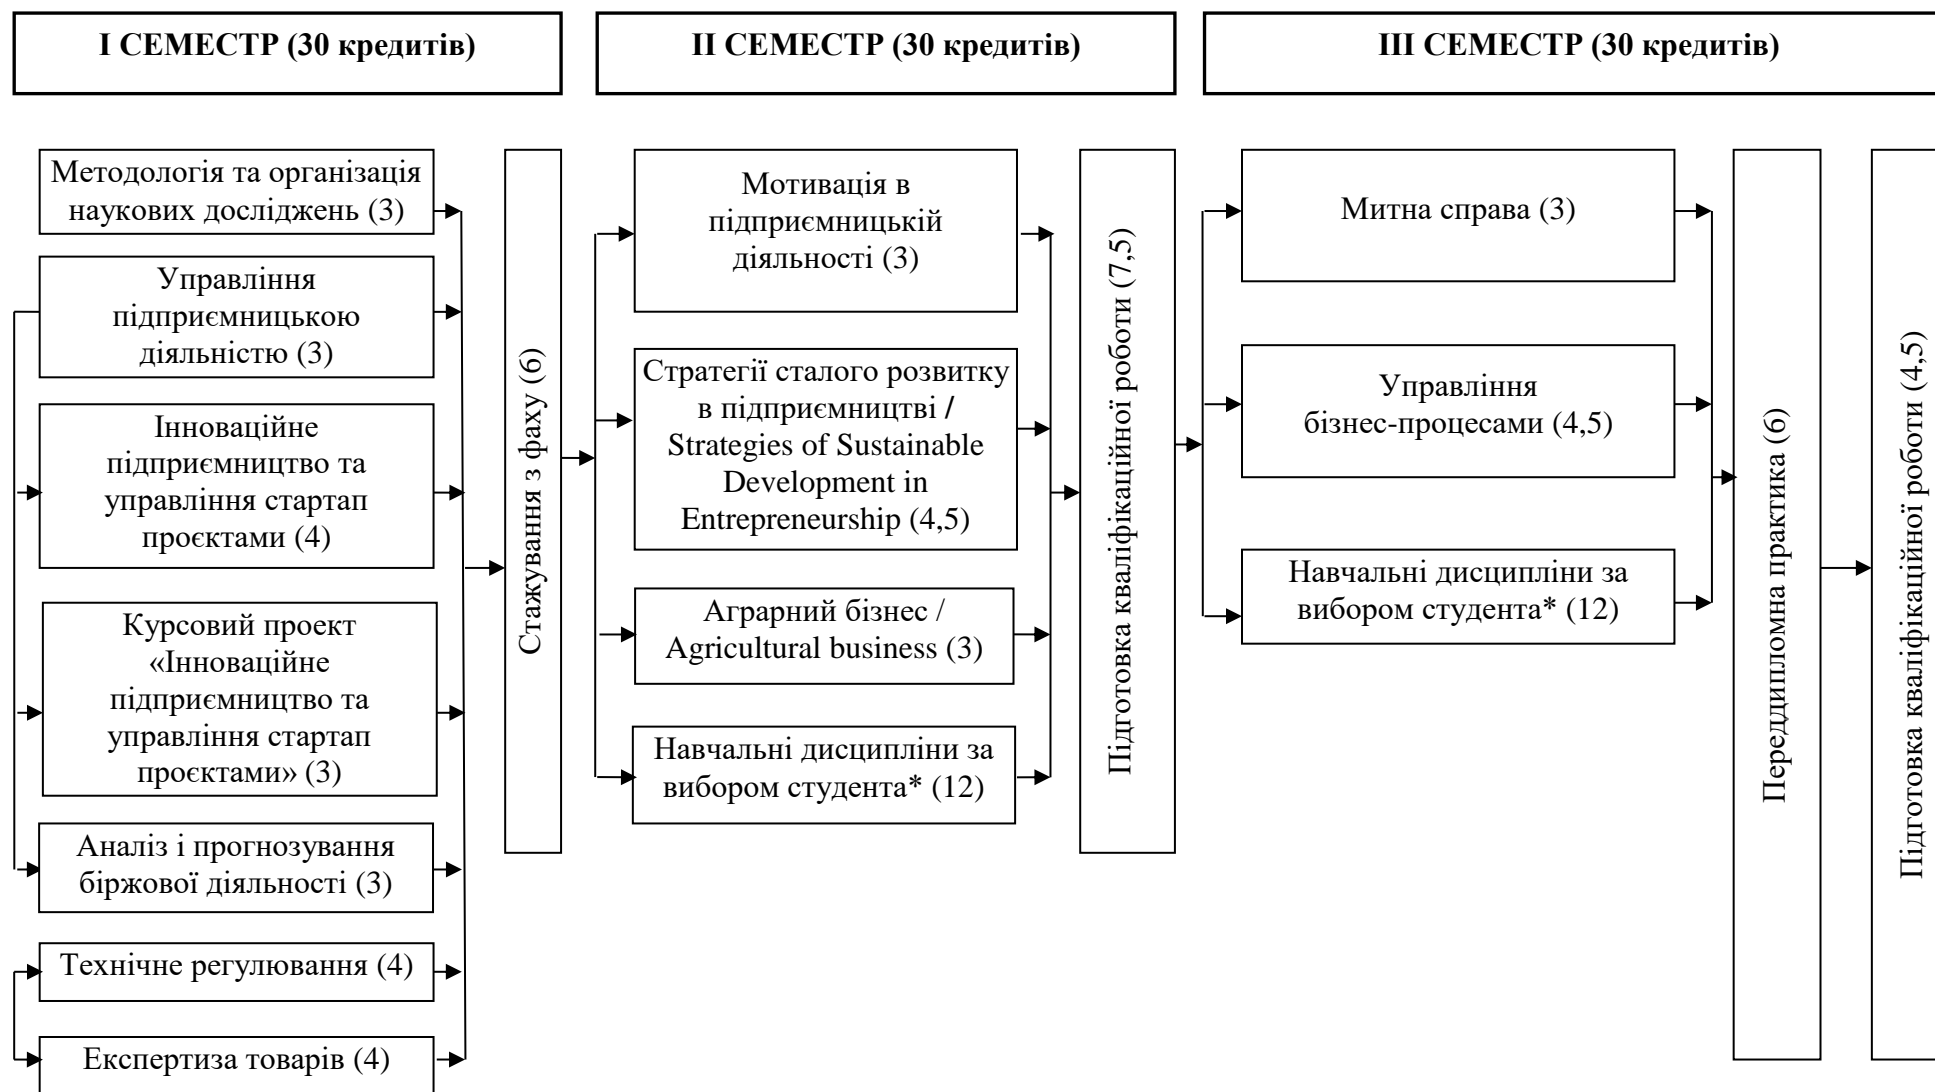 I СЕМЕСТР (30 кредитів)
II СЕМЕСТР (30 кредитів)
III СЕМЕСТР (30 кредитів)
Методологія та організація
наукових досліджень (3)
Управління
підприємницькою
діяльністю (3)
Інноваційне
підприємництво та
управління стартап
проєктами (4)
Курсовий проект
«Інноваційне
підприємництво та
управління стартап
проєктами» (3)
Аналіз і прогнозування
біржової діяльності (3)
Технічне регулювання (4)
Експертиза товарів (4)
Стажування з фаху (6)
Мотивація в
підприємницькій
діяльності (3)
Стратегії сталого розвитку
в підприємництві /
Strategies of Sustainable
Development in
Entrepreneurship (4,5)
Аграрний бізнес /
Agricultural business (3)
Навчальні дисципліни за
вибором студента* (12)
Підготовка кваліфікаційної роботи (7,5)
Митна справа (3)
Управління
бізнес-процесами (4,5)
Навчальні дисципліни за
вибором студента* (12)
Переддипломна практика (6)
Підготовка кваліфікаційної роботи (4,5)